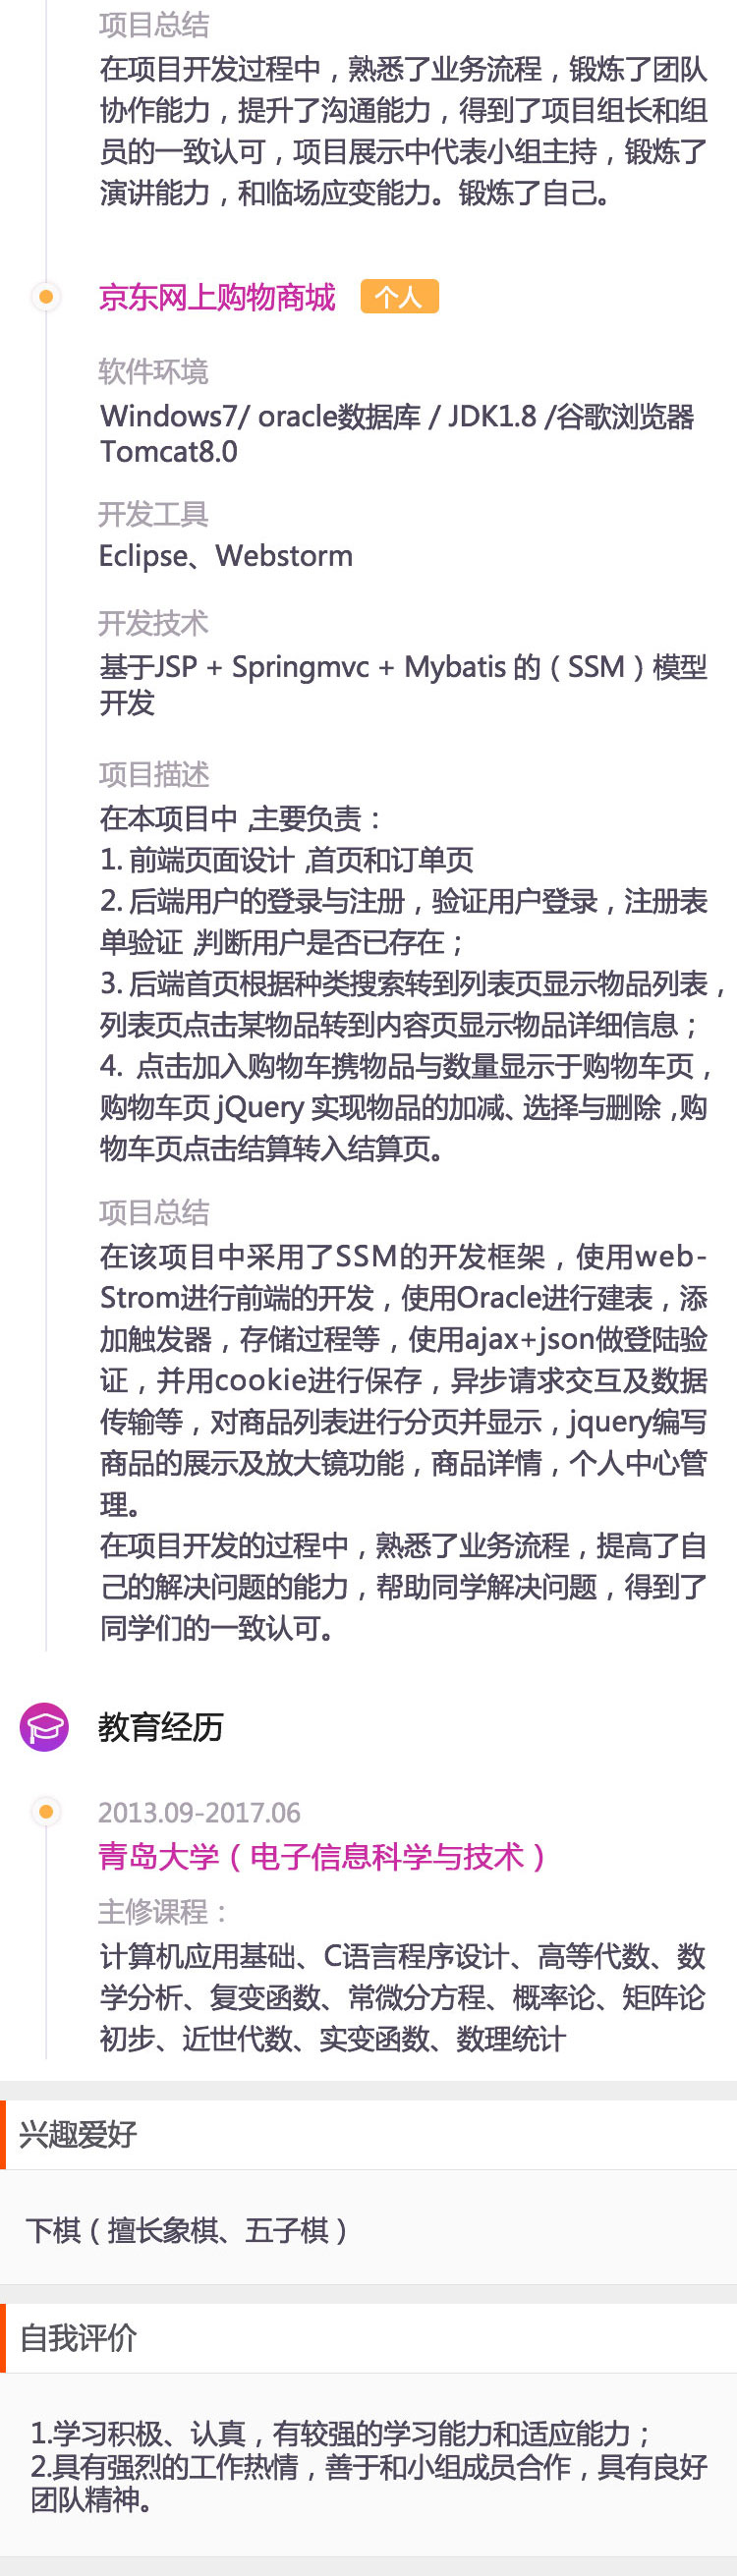 项目总结
在项目开发过程中，熟悉了业务流程，锻炼了团队
协作能力，提升了沟通能力，得到了项目组长和组
员的一致认可，项目展示中代表小组主持，锻炼了
演讲能力，和临场应变能力。锻炼了自己。
京东网上购物商城 个人
软件环境
Windows7/ oracle数据库 / JDK1.8 /谷歌浏览器
Tomcat8.0
开发工具
Eclipse、Webstorm
开发技术
基于JSP + Springmvc + Mybatis 的（SSM）模型
开发
项目描述
在本项目中 ,主要负责：
1. 前端页面设计 ,首页和订单页
2. 后端用户的登录与注册，验证用户登录，注册表
单验证 ,判断用户是否已存在；
3. 后端首页根据种类搜索转到列表页显示物品列表，
列表页点击某物品转到内容页显示物品详细信息；
4. 点击加入购物车携物品与数量显示于购物车页，
购物车页 jQuery 实现物品的加减、选择与删除 ,购
物车页点击结算转入结算页。
项目总结
在该项目中采用了SSM的开发框架，使用web-
Strom进行前端的开发，使用Oracle进行建表，添
加触发器，存储过程等，使用ajax+json做登陆验
证，并用cookie进行保存，异步请求交互及数据
传输等，对商品列表进行分页并显示，jquery编写
商品的展示及放大镜功能，商品详情，个人中心管
理。
在项目开发的过程中，熟悉了业务流程，提高了自
己的解决问题的能力，帮助同学解决问题，得到了
同学们的一致认可。
教育经历
2013.09-2017.06
青岛大学（电子信息科学与技术）
主修课程：
计算机应用基础、C语言程序设计、高等代数、数
学分析、复变函数、常微分方程、概率论、矩阵论
初步、近世代数、实变函数、数理统计
兴趣爱好
下棋（擅长象棋、五子棋）
自我评价
1.学习积极、认真，有较强的学习能力和适应能力；
2.具有强烈的工作热情，善于和小组成员合作，具有良好
团队精神。